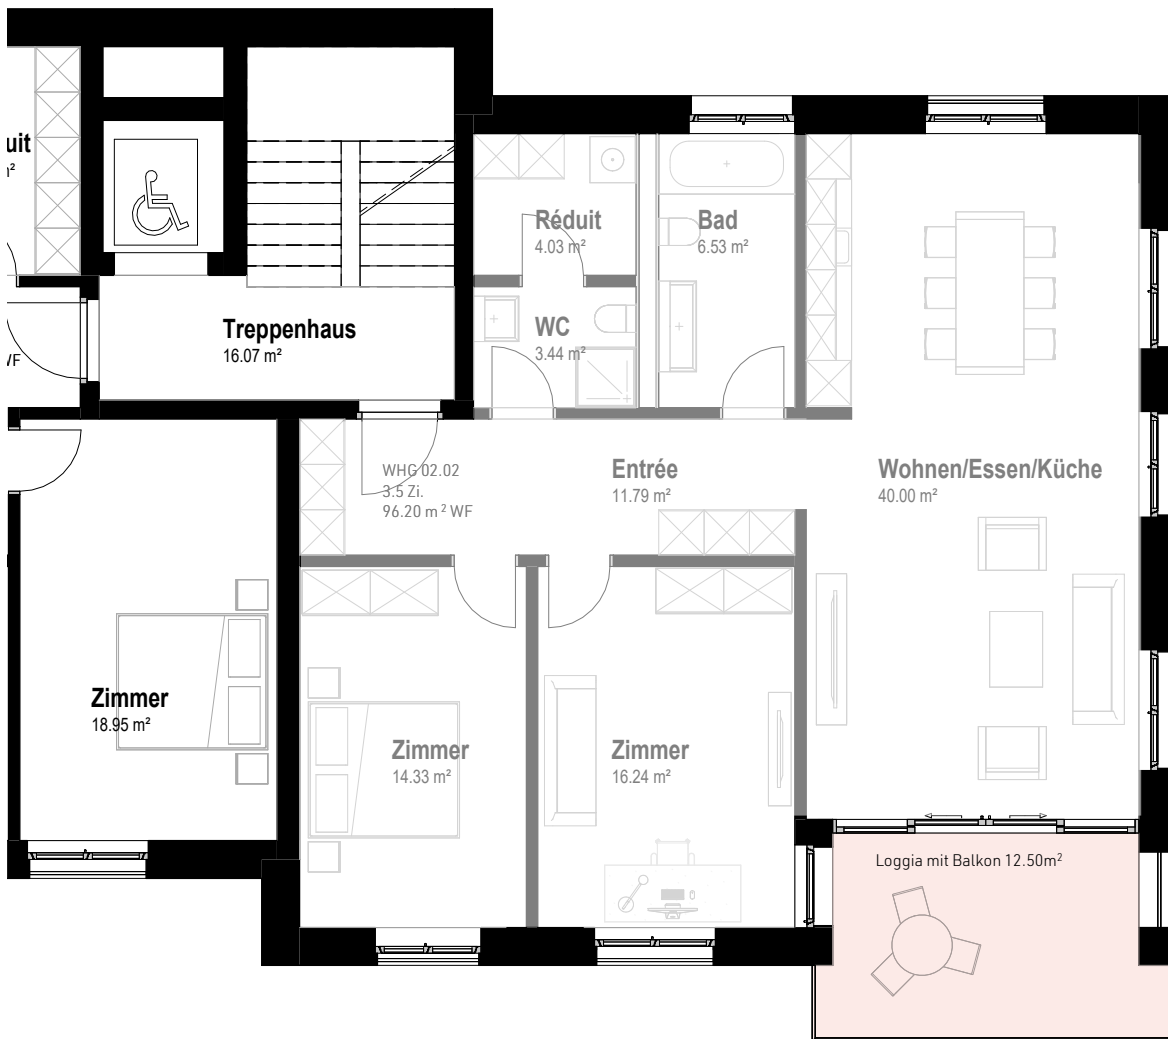 uit
m²
Réduit
4.03 m²
Bad
6.53 m²
WC
3.44 m²
Treppenhaus
16.07 m²
WF
WHG 02.02
3.5 Zi.
96.20 m² WF
Entrée
11.79 m²
Wohnen/Essen/Küche
40.00 m²
Zimmer
18.95 m²
Zimmer
14.33 m²
Zimmer
16.24 m²
Loggia mit Balkon 12.50m²